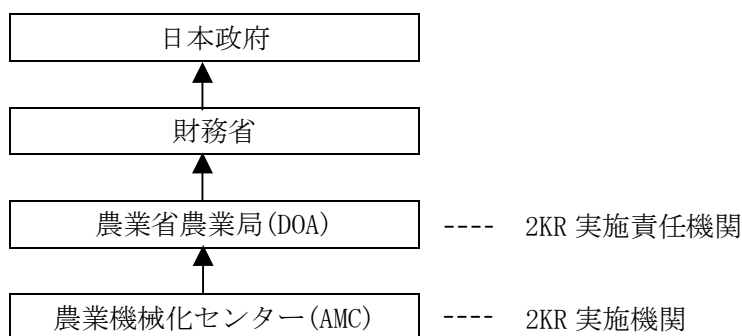 日本政府
財務省
農業省農業局(DOA) ---- 2KR 実施責任機関
農業機械化センター(AMC) ---- 2KR 実施機関